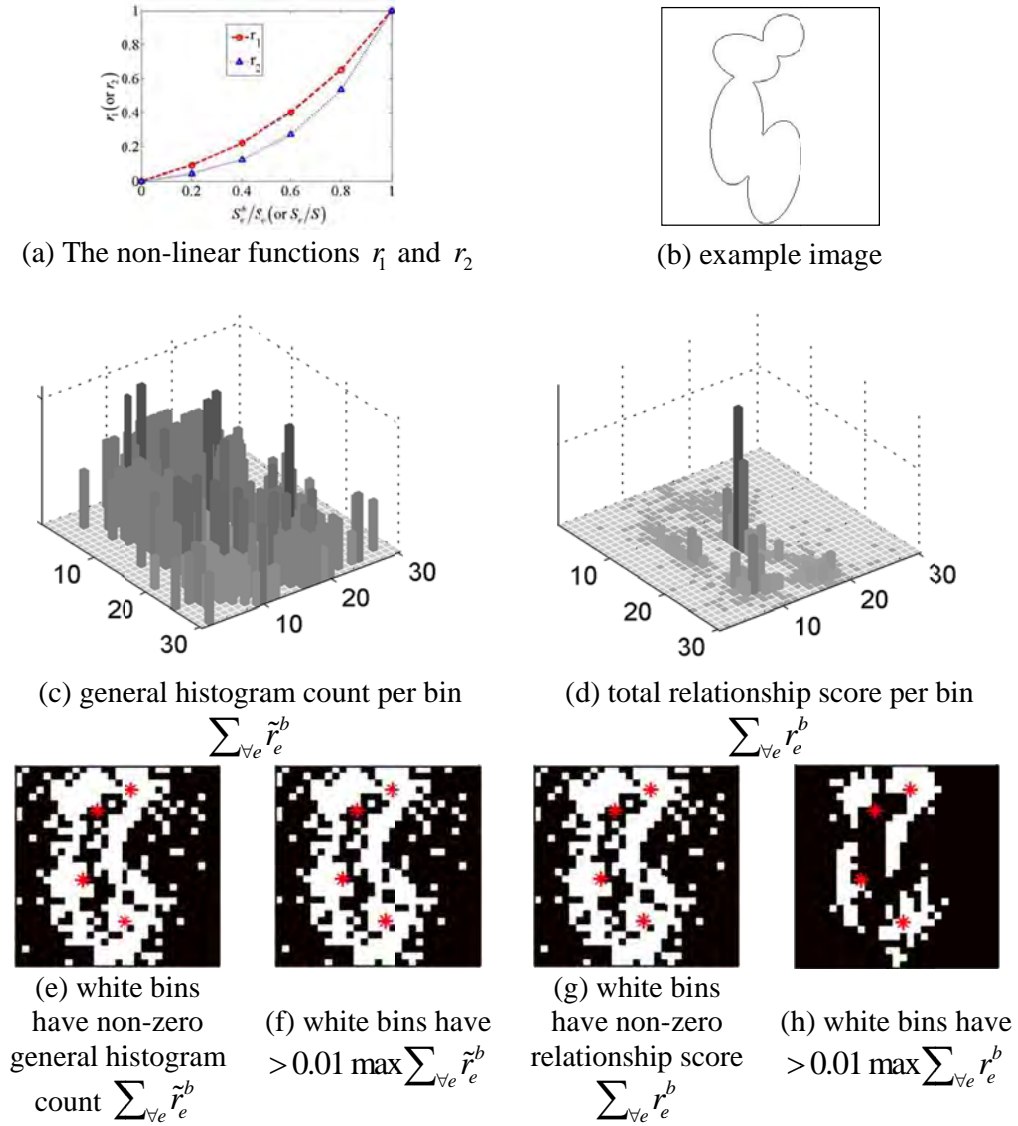 1
0.8
0.6
0.4
0.2
0
r₁(or r₂)
r₁
r₂
0 0.2 0.4 0.6 0.8 1
(a) The non-linear functions r₁ and r₂
(b) example image
10
20
30
10
20
30
10
20
30
10
20
30
(c) general histogram count per bin
∑∀e r̃ₑᵇ
(d) total relationship score per bin
∑∀e rₑᵇ
(e) white bins
have non-zero
general histogram
count ∑∀e r̃ₑᵇ
(f) white bins have
> 0.01 max ∑∀e r̃ₑᵇ
(g) white bins
have non-zero
relationship score
∑∀e rₑᵇ
(h) white bins have
> 0.01 max ∑∀e rₑᵇ